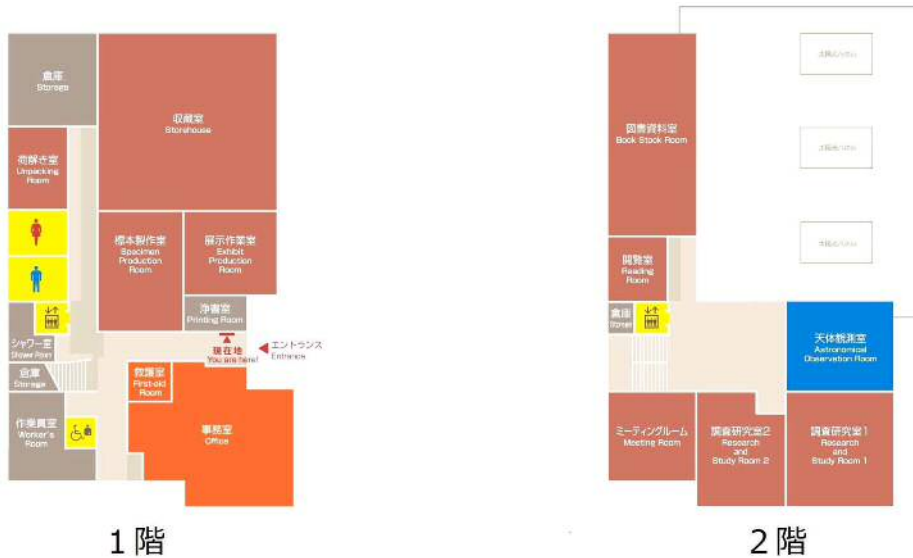 倉庫
Storage
収蔵室
Storehouse
荷解き室
Unpacking
Room
標本製作室
Specimen
Production
Room
展示作業室
Exhibit
Production
Room
浄書室
Printing Room
シャワー室
Shower Room
現在地
You are here!
エントランス
Entrance
倉庫
Storage
救護室
First-aid
Room
作業員室
Worker's
Room
事務室
Office
1階
図書資料室
Book Stock Room
閲覧室
Reading
Room
倉庫
Storage
天体観測室
Astronomical
Observation Room
ミーティングルーム
Meeting Room
調査研究室2
Research
and
Study Room 2
調査研究室1
Research
and
Study Room 1
2階